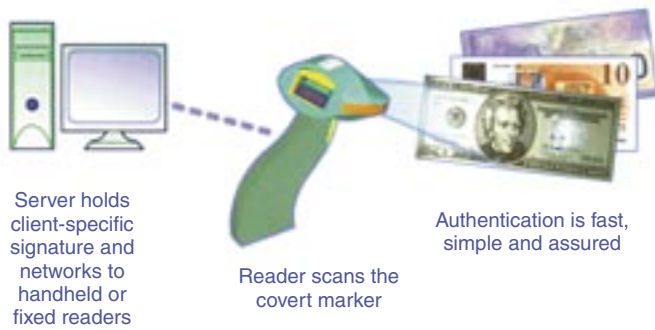 10
Server holds
client-specific
signature and
networks to
handheld or
fixed readers
Reader scans the
covert marker
Authentication is fast,
simple and assured